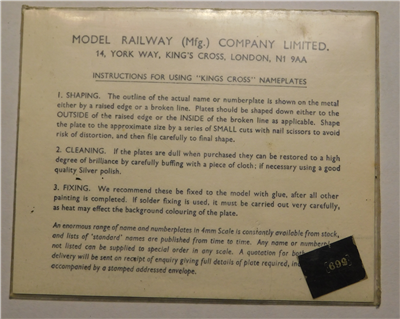 MODEL RAILWAY (Mfg.) COMPANY LIMITED.
14, YORK WAY, KING'S CROSS, LONDON, N1 9AA
INSTRUCTIONS FOR USING "KINGS CROSS" NAMEPLATES
1. SHAPING. The outline of the actual name or numberplate is shown on the metal
either by a raised edge or a broken line. Plates should be shaped down either to the
OUTSIDE of the raised edge or the INSIDE of the broken line as applicable. Shape
the plate to the approximate size by a series of SMALL cuts with nail scissors to avoid
risk of distortion, and then file carefully to final shape.
2. CLEANING. If the plates are dull when purchased they can be restored to a high
degree of brilliance by carefully buffing with a piece of cloth; if necessary using a good
quality Silver polish.
3. FIXING. We recommend these be fixed to the model with glue, after all other
painting is completed. If solder fixing is used, it must be carried out very carefully,
as heat may effect the background colouring of the plate.
An enormous range of name and numberplates in 4mm Scale is constantly available from stock,
and lists of 'standard' names are published from time to time. Any name or
not listed can be supplied to special order in any scale. A quotation for
delivery will be sent on receipt of enquiry giving full details of plate required,
accompanied by a stamped addressed envelope.